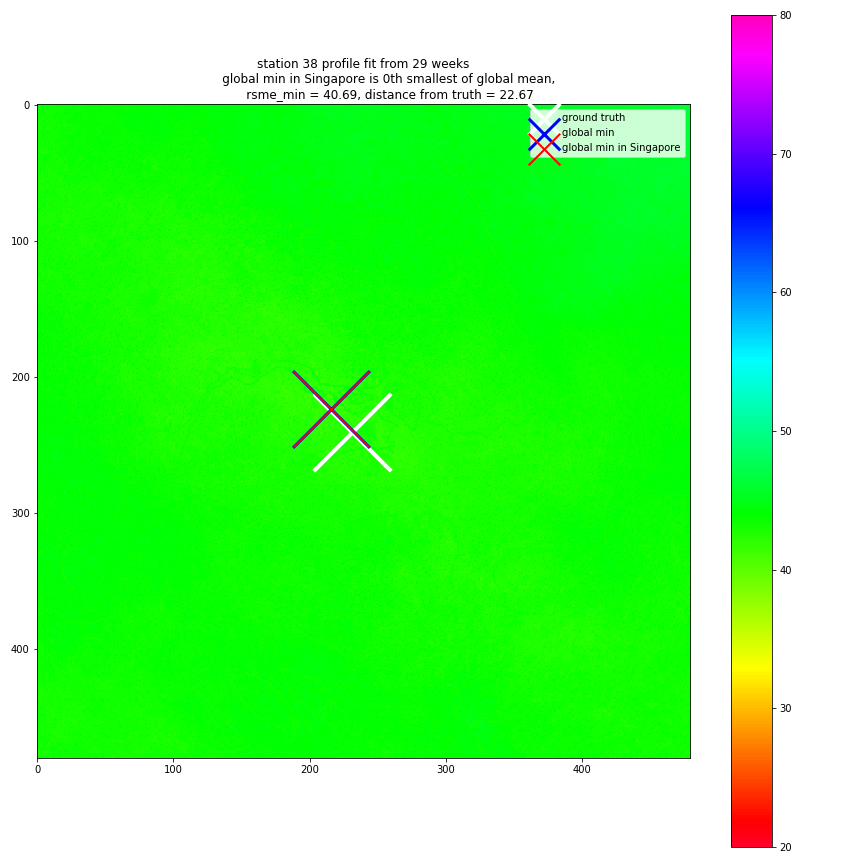 station 38 profile fit from 29 weeks
global min in Singapore is 0th smallest of global mean,
rsme_min = 40.69, distance from truth = 22.67
ground truth
global min
global min in Singapore
0
100
200
300
400
0
100
200
300
400
80
70
60
50
40
30
20